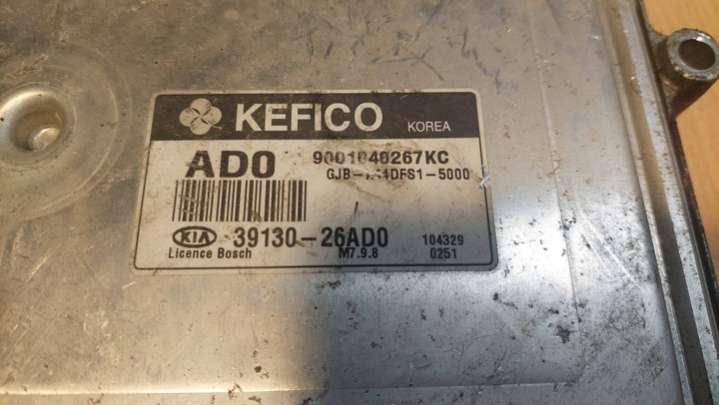 KEFICO KOREA
AD0 9001040267KC
KIA 39130-26AD0 104329
Licence Bosch M7.9.8 0251